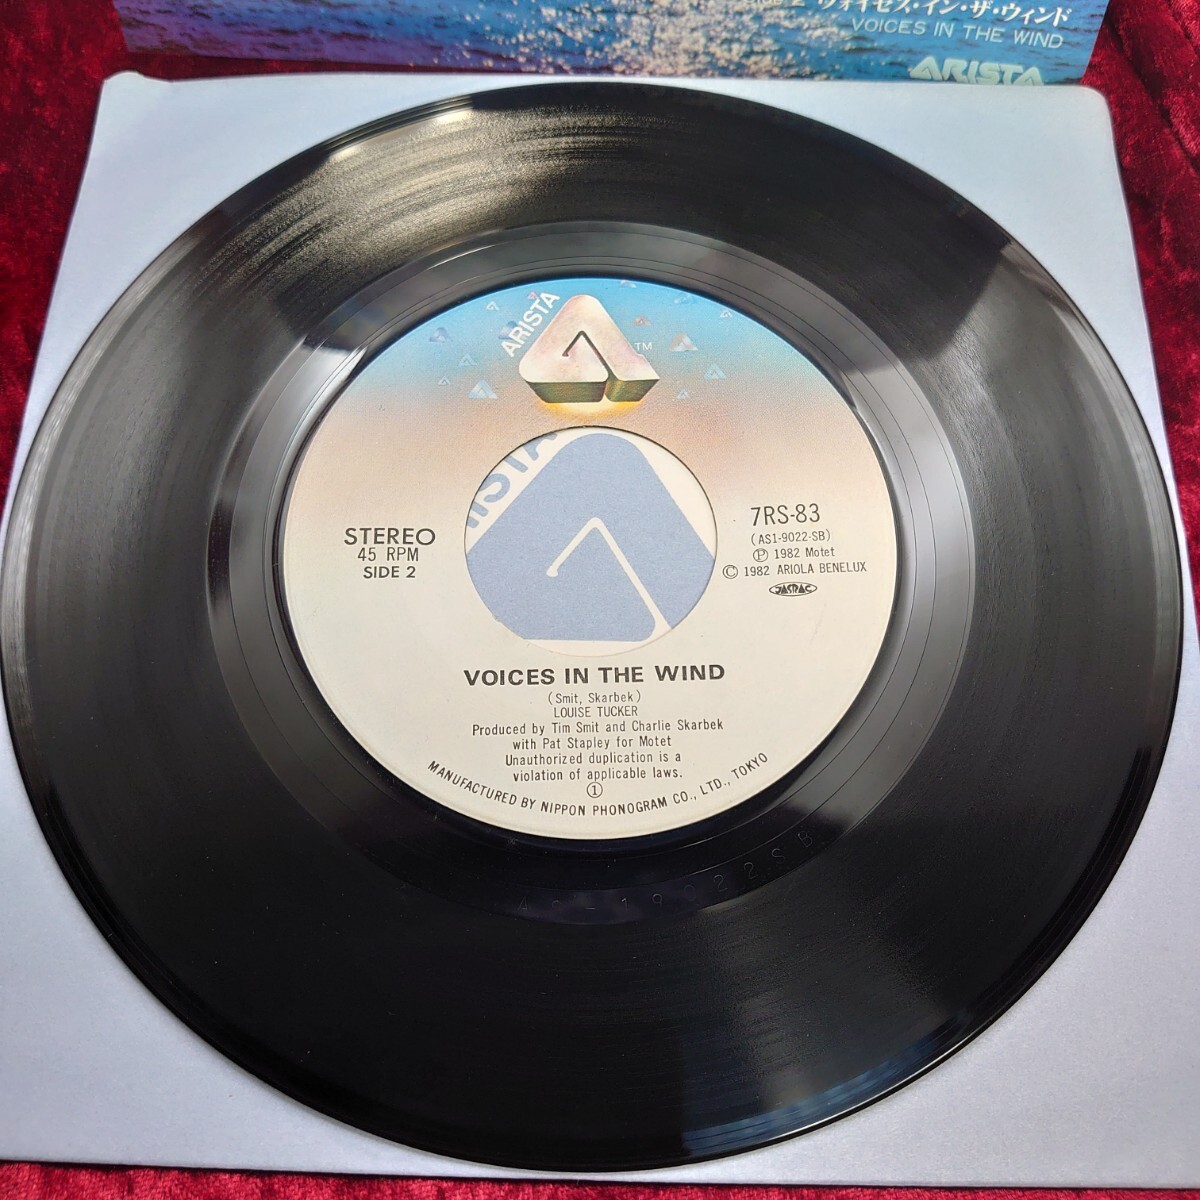 ヴォイセス・イン・ザ・ウィンド
VOICES IN THE WIND
ARISTA
ARISTA
TM
STEREO
45 RPM
SIDE 2
7RS-83
(AS1-9022-SB)
Ⓟ 1982 Motet
© 1982 ARIOLA BENELUX
JASRAC
VOICES IN THE WIND
(Smit, Skarbek)
LOUISE TUCKER
Produced by Tim Smit and Charlie Skarbek
with Pat Stapley for Motet
Unauthorized duplication is a
violation of applicable laws.
①
MANUFACTURED BY NIPPON PHONOGRAM CO., LTD., TOKYO